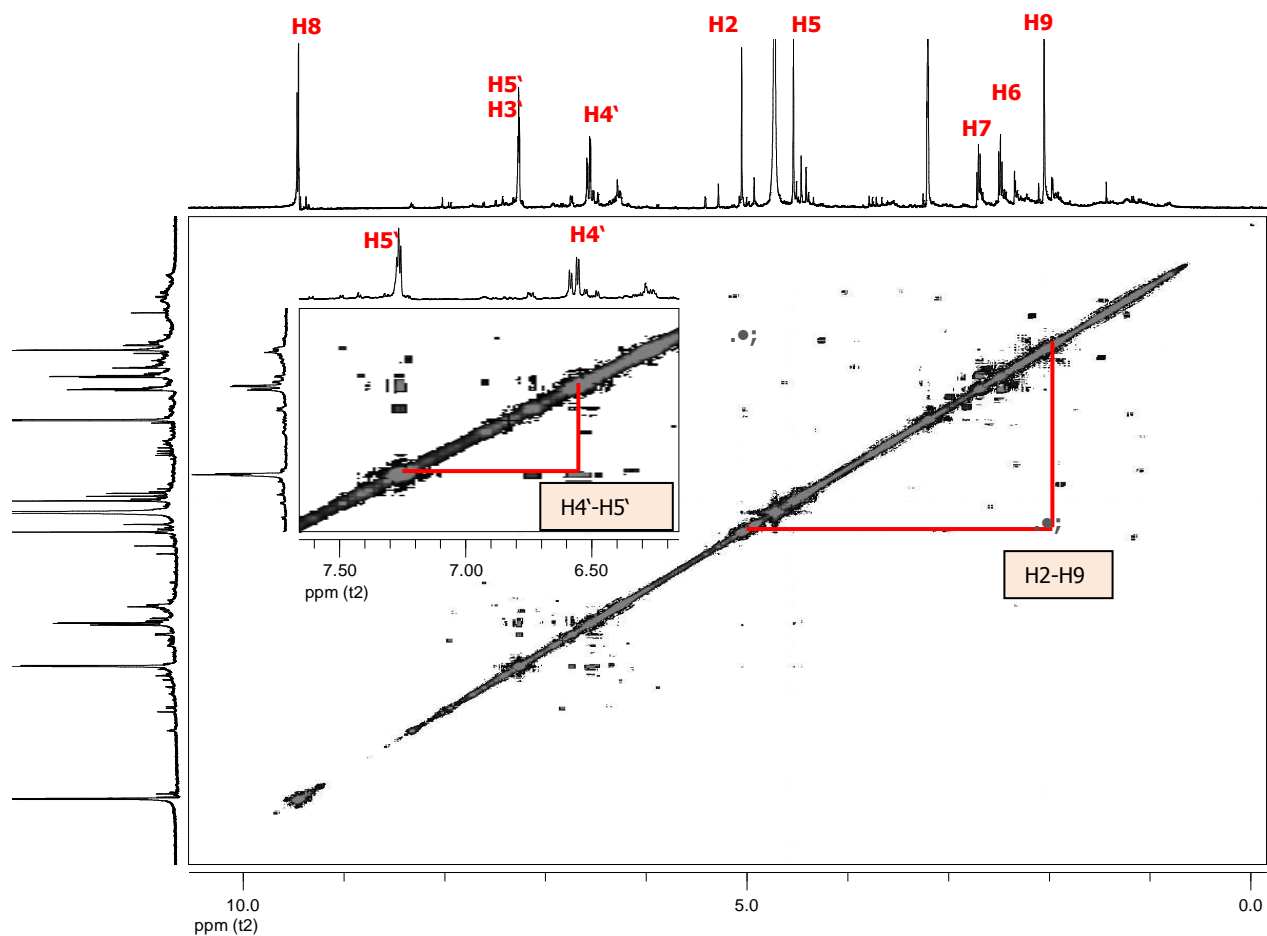 H8
H2
H5
H9
H5‘
H3‘
H4‘
H6
H7
H5‘
H4‘
H4‘-H5‘
7.50
7.00
6.50
ppm (t2)
H2-H9
10.0
5.0
0.0
ppm (t2)